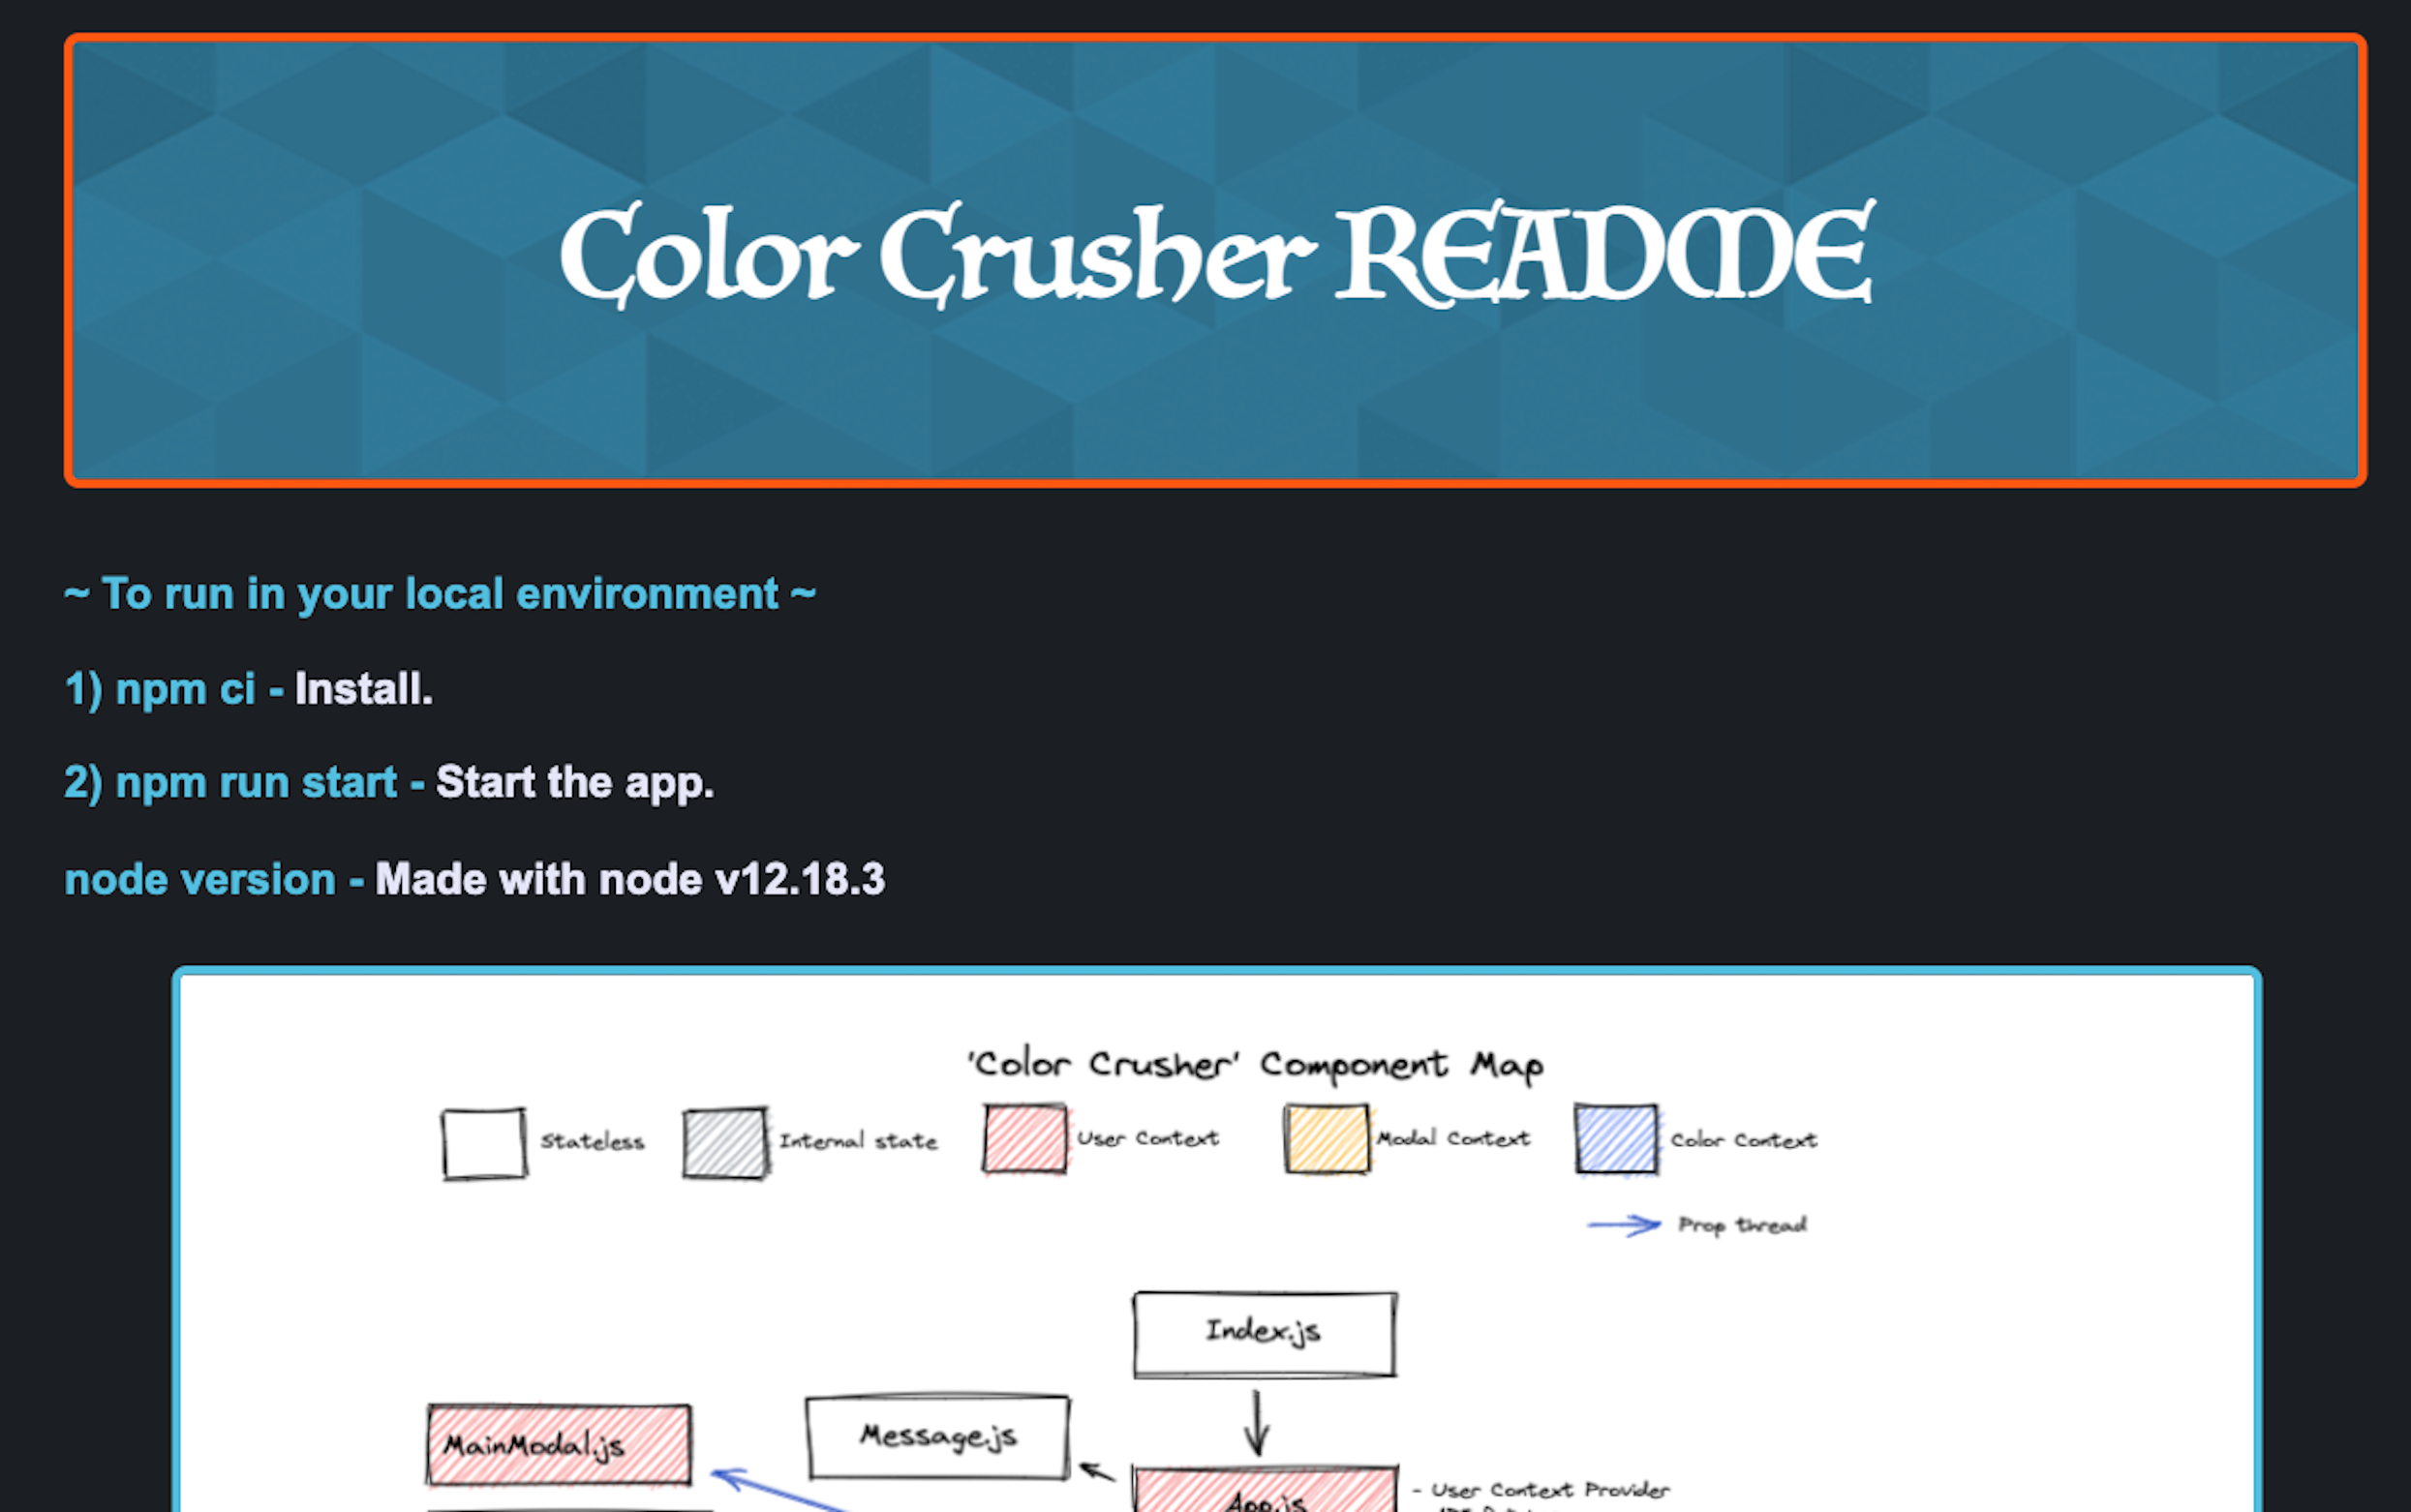 Color Crusher README
~ To run in your local environment ~
1) npm ci - Install.
2) npm run start - Start the app.
node version - Made with node v12.18.3
'Color Crusher' Component Map
Stateless
Internal state
User Context
Modal Context
Color Context
Prop thread
Index.js
Message.js
MainModal.js
App.js
- User Context Provider